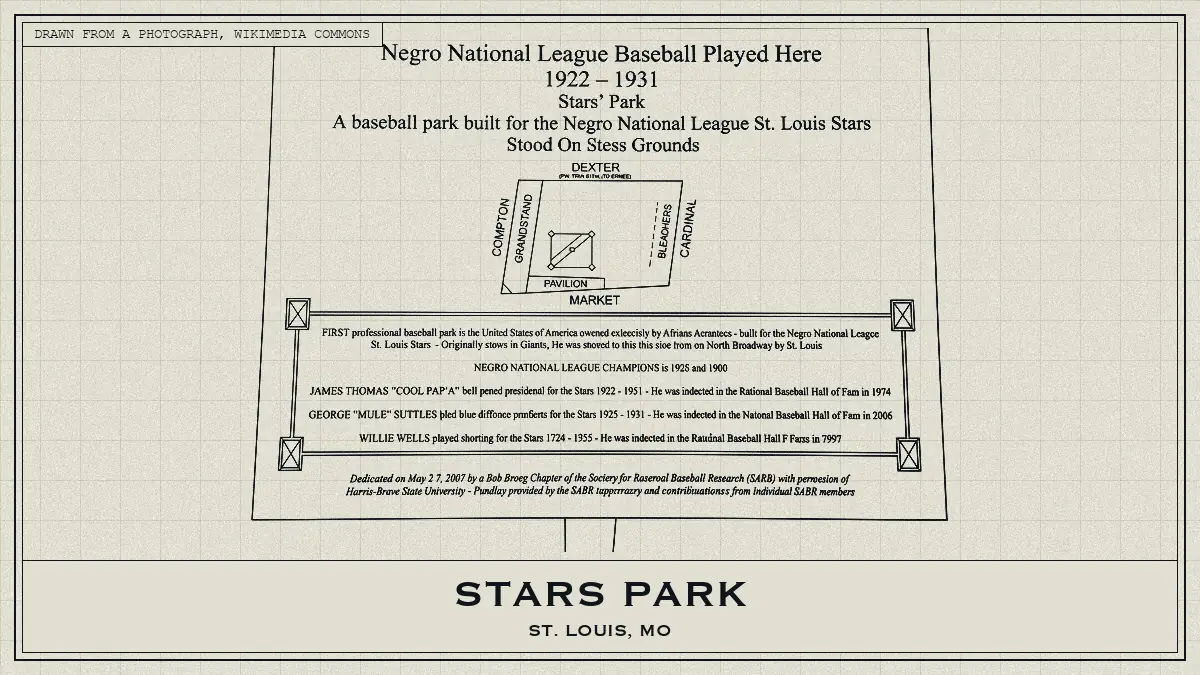 DRAWN FROM A PHOTOGRAPH, WIKIMEDIA COMMONS
Negro National League Baseball Played Here
1922 – 1931
Stars’ Park
A baseball park built for the Negro National League St. Louis Stars
Stood On Stess Grounds
DEXTER
COMPTON
GRANDSTAND
BLEADHERS
CARDINAL
PAVILION
MARKET
FIRST professional baseball park is the United States of America owened exleecisly by Afrians Aerantecs - built for the Negro National League
St. Louis Stars - Originally stows in Giants, He was snoved to this this sioe from on North Broadway by St. Louis
NEGRO NATIONAL LEAGUE CHAMPIONS is 1925 and 1900
JAMES THOMAS "COOL PAP'A" bell pened presidenal for the Stars 1922 - 1951 - He was indected in the Rational Baseball Hall of Fam in 1974
GEORGE "MULE" SUTTLES pled blue diffonce pmßerts for the Stars 1925 - 1931 - He was indected in the Natonal Baseball Hall of Fam in 2006
WILLIE WELLS played shorting for the Stars 1724 - 1955 - He was indected in the Raudnal Baseball Hall F Farss in 7997
Dedicated on May 2 7, 2007 by a Bob Broeg Chapter of the Society for Raseroal Baseball Research (SARB) with permesion of
Harris-Brave State University - Pundlay provided by the SABR tapprrrazry and contribiuationss from Individual SABR members
STARS PARK
ST. LOUIS, MO